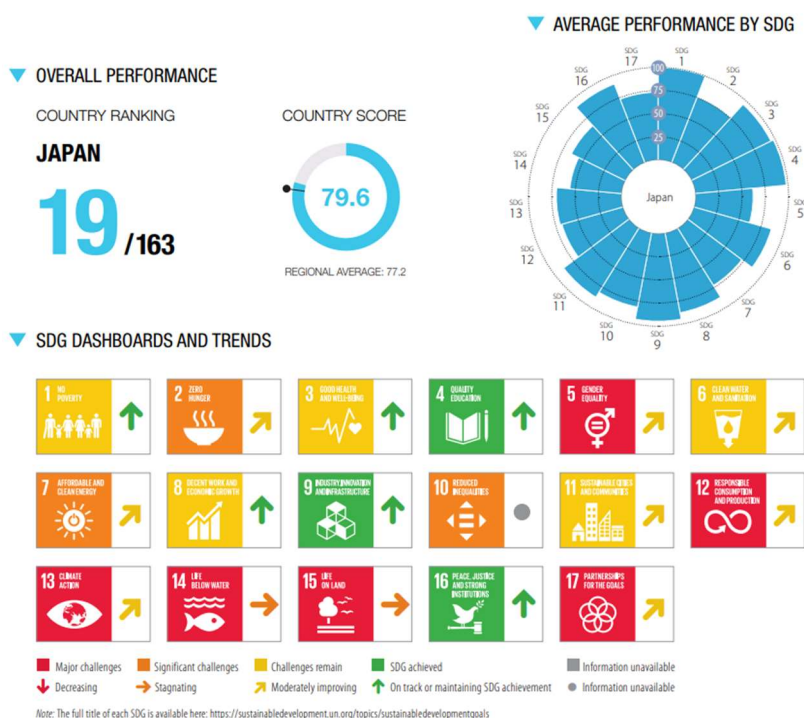 AVERAGE PERFORMANCE BY SDG
OVERALL PERFORMANCE
COUNTRY RANKING
JAPAN
19 /163
COUNTRY SCORE
79.6
REGIONAL AVERAGE: 77.2
SDG 1
SDG 2
SDG 3
SDG 4
SDG 5
SDG 6
SDG 7
SDG 8
SDG 9
SDG 10
SDG 11
SDG 12
SDG 13
SDG 14
SDG 15
SDG 16
SDG 17
100
75
50
25
Japan
SDG DASHBOARDS AND TRENDS
1 NO POVERTY
2 ZERO HUNGER
3 GOOD HEALTH AND WELL-BEING
4 QUALITY EDUCATION
5 GENDER EQUALITY
6 CLEAN WATER AND SANITATION
7 AFFORDABLE AND CLEAN ENERGY
8 DECENT WORK AND ECONOMIC GROWTH
9 INDUSTRY, INNOVATION AND INFRASTRUCTURE
10 REDUCED INEQUALITIES
11 SUSTAINABLE CITIES AND COMMUNITIES
12 RESPONSIBLE CONSUMPTION AND PRODUCTION
13 CLIMATE ACTION
14 LIFE BELOW WATER
15 LIFE ON LAND
16 PEACE, JUSTICE AND STRONG INSTITUTIONS
17 PARTNERSHIPS FOR THE GOALS
Major challenges Significant challenges Challenges remain SDG achieved Information unavailable
Decreasing Stagnating Moderately improving On track or maintaining SDG achievement Information unavailable
Note: The full title of each SDG is available here: https://sustainabledevelopment.un.org/topics/sustainabledevelopmentgoals